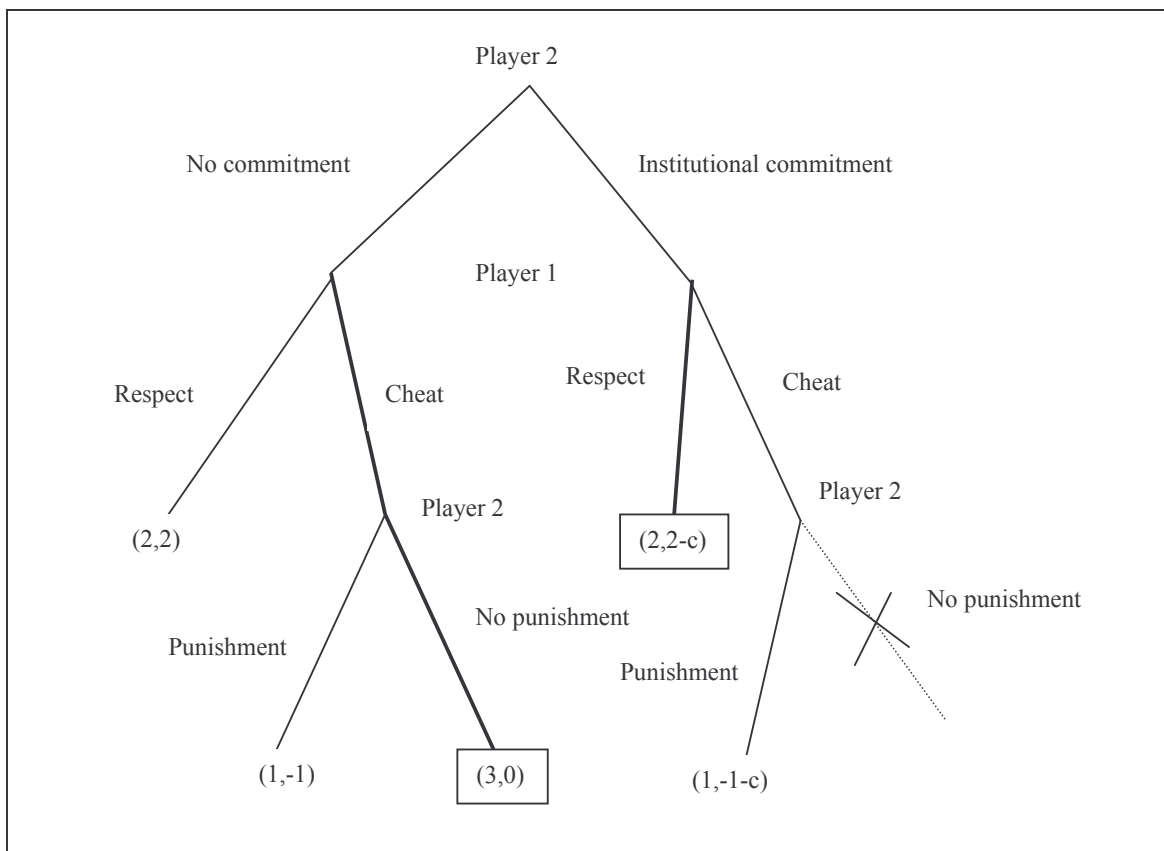 Player 2
No commitment
Institutional commitment
Player 1
Respect
Cheat
Respect
Cheat
Player 2
Player 2
(2,2)
(2,2-c)
No punishment
No punishment
Punishment
Punishment
(1,-1)
(3,0)
(1,-1-c)